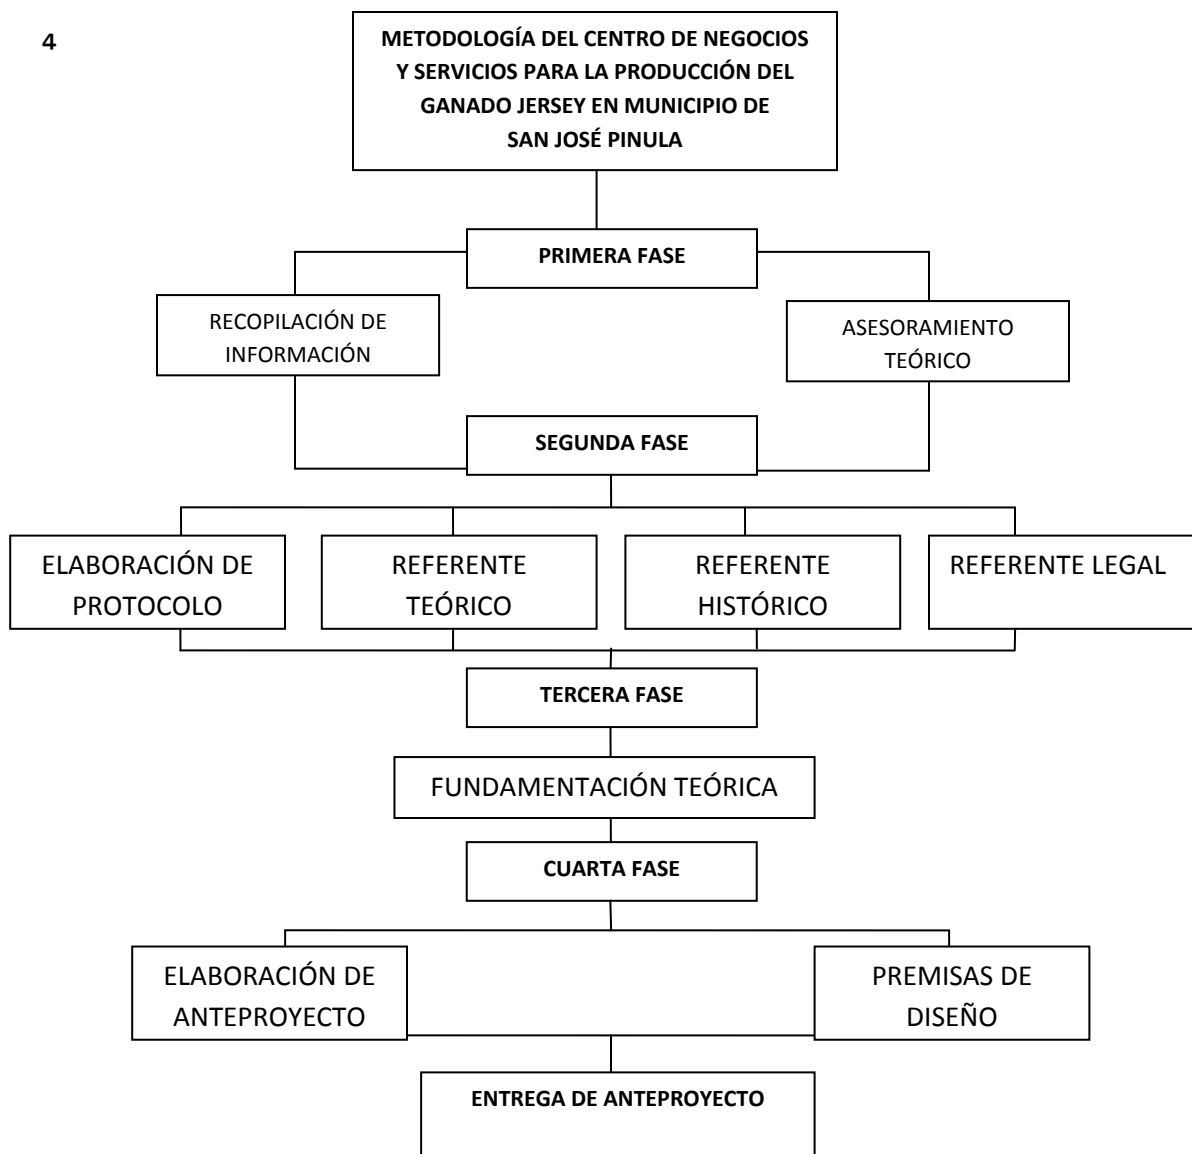 4
METODOLOGÍA DEL CENTRO DE NEGOCIOS
Y SERVICIOS PARA LA PRODUCCIÓN DEL
GANADO JERSEY EN MUNICIPIO DE
SAN JOSÉ PINULA
PRIMERA FASE
RECOPILACIÓN DE
INFORMACIÓN
ASESORAMIENTO
TEÓRICO
SEGUNDA FASE
ELABORACIÓN DE
PROTOCOLO
REFERENTE
TEÓRICO
REFERENTE
HISTÓRICO
REFERENTE LEGAL
TERCERA FASE
FUNDAMENTACIÓN TEÓRICA
CUARTA FASE
ELABORACIÓN DE
ANTEPROYECTO
PREMISAS DE
DISEÑO
ENTREGA DE ANTEPROYECTO